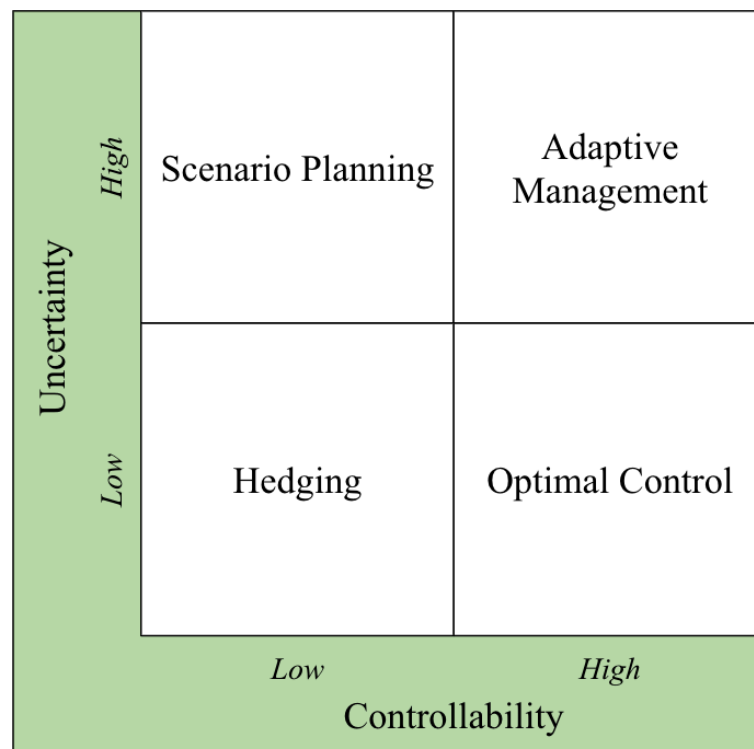 High
Scenario Planning
Adaptive
Management
Uncertainty
Low
Hedging
Optimal Control
Low
High
Controllability